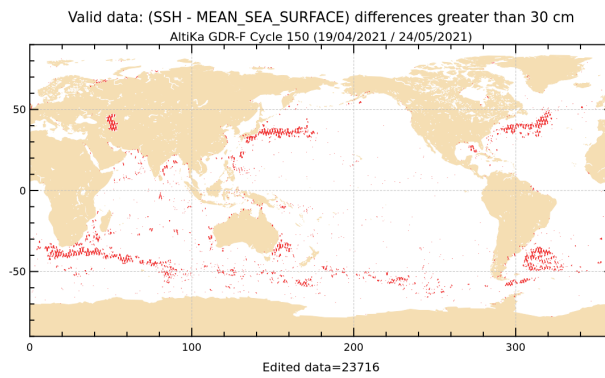 Valid data: (SSH - MEAN_SEA_SURFACE) differences greater than 30 cm
AltiKa GDR-F Cycle 150 (19/04/2021 / 24/05/2021)
50
0
-50
0 100 200 300
Edited data=23716